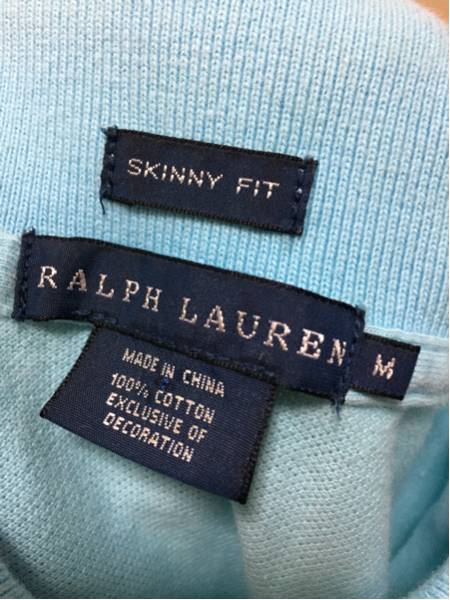 SKINNY FIT
RALPH LAUREN
M
MADE IN CHINA
100% COTTON
EXCLUSIVE OF
DECORATION